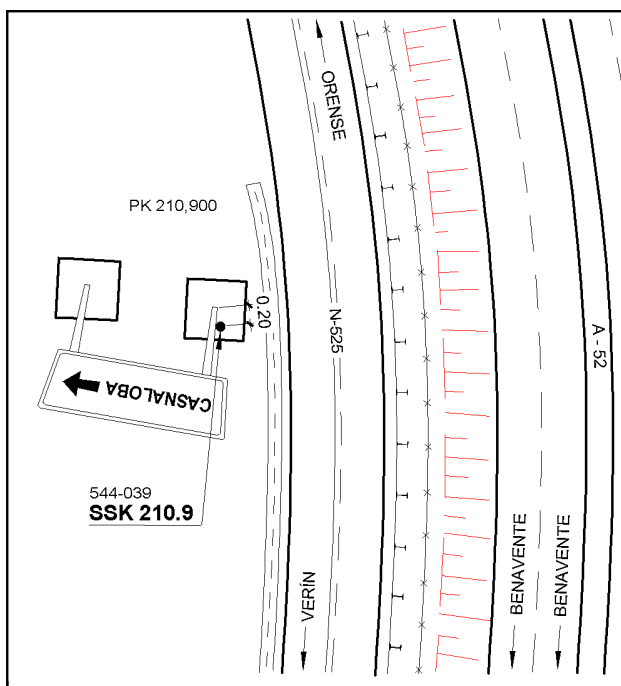 ORENSE
PK 210,900
0.20
N-525
A - 52
CASNALOBA
544-039
SSK 210.9
VERÍN
BENAVENTE
BENAVENTE